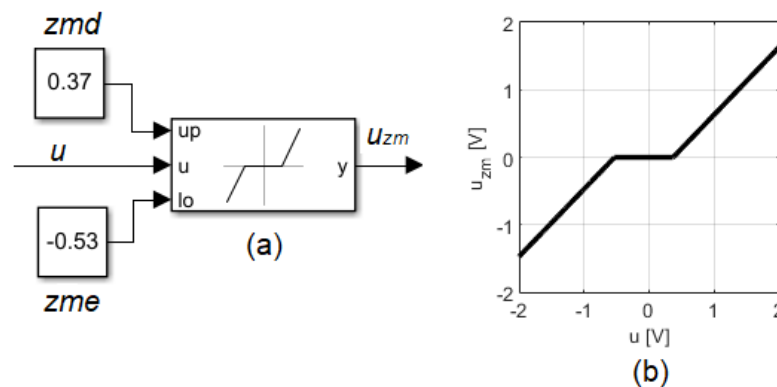 zmd
0.37
up
u
u
lo
y
uzm
-0.53
zme
(a)
2
1
0
-1
-2
uzm [V]
-2 -1 0 1 2
u [V]
(b)